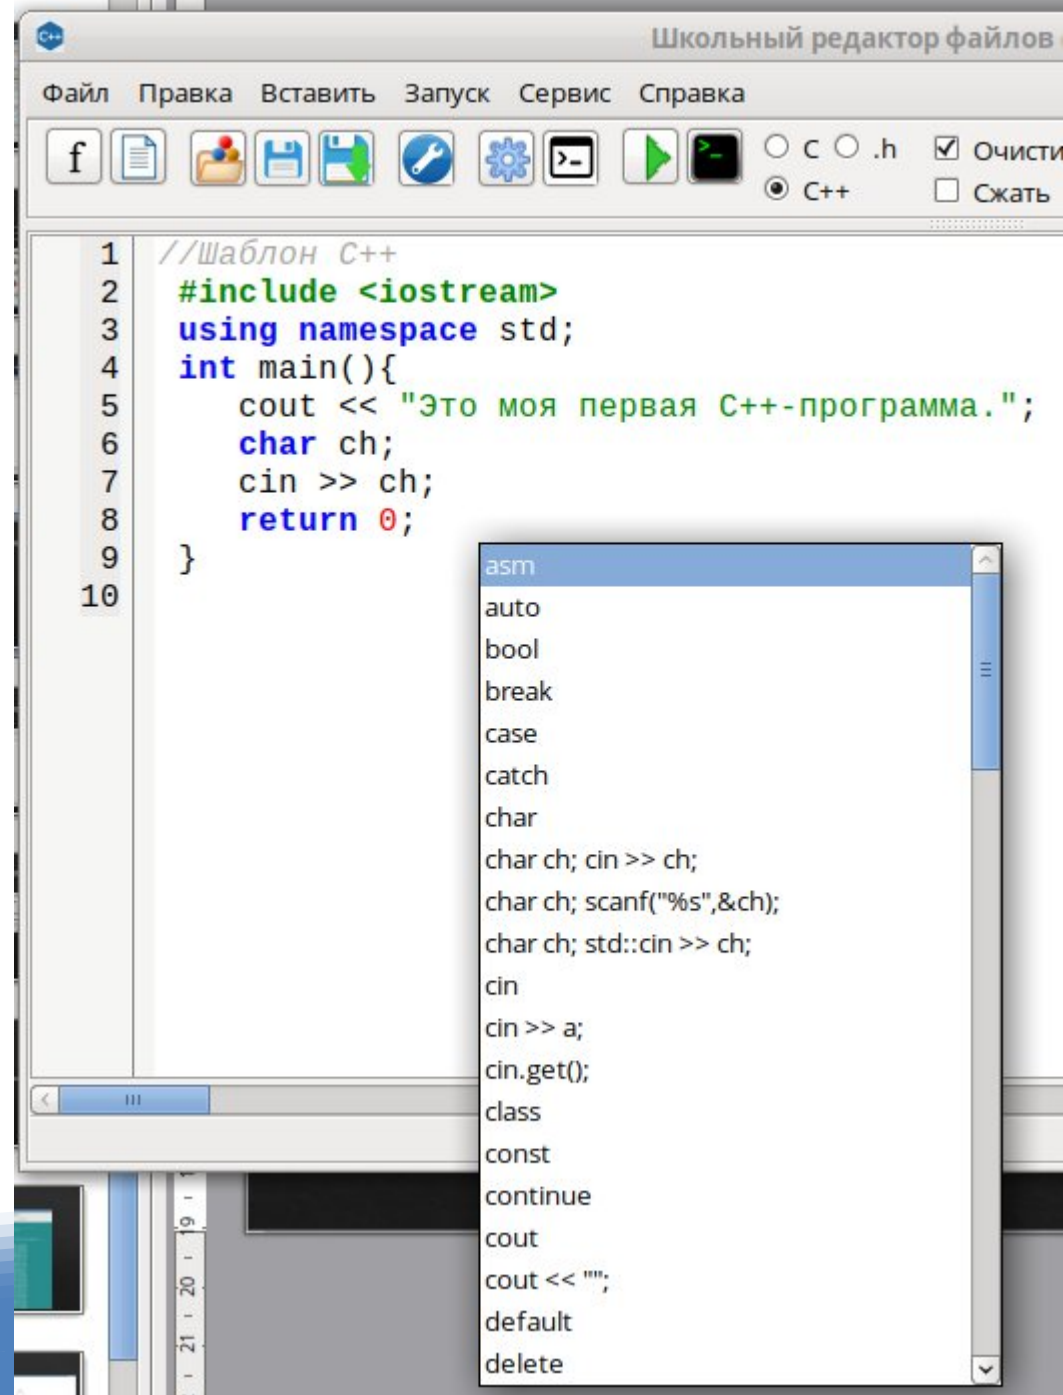 C++
Школьный редактор файлов
Файл Правка Вставить Запуск Сервис Справка
f
C .h
C++
Очисти
Сжать
1 //Шаблон C++
2 #include <iostream>
3 using namespace std;
4 int main(){
5 cout << "Это моя первая C++-программа.";
6 char ch;
7 cin >> ch;
8 return 0;
9 }
10
asm
auto
bool
break
case
catch
char
char ch; cin >> ch;
char ch; scanf("%s",&ch);
char ch; std::cin >> ch;
cin
cin >> a;
cin.get();
class
const
continue
cout
cout << "";
default
delete
19
20
21